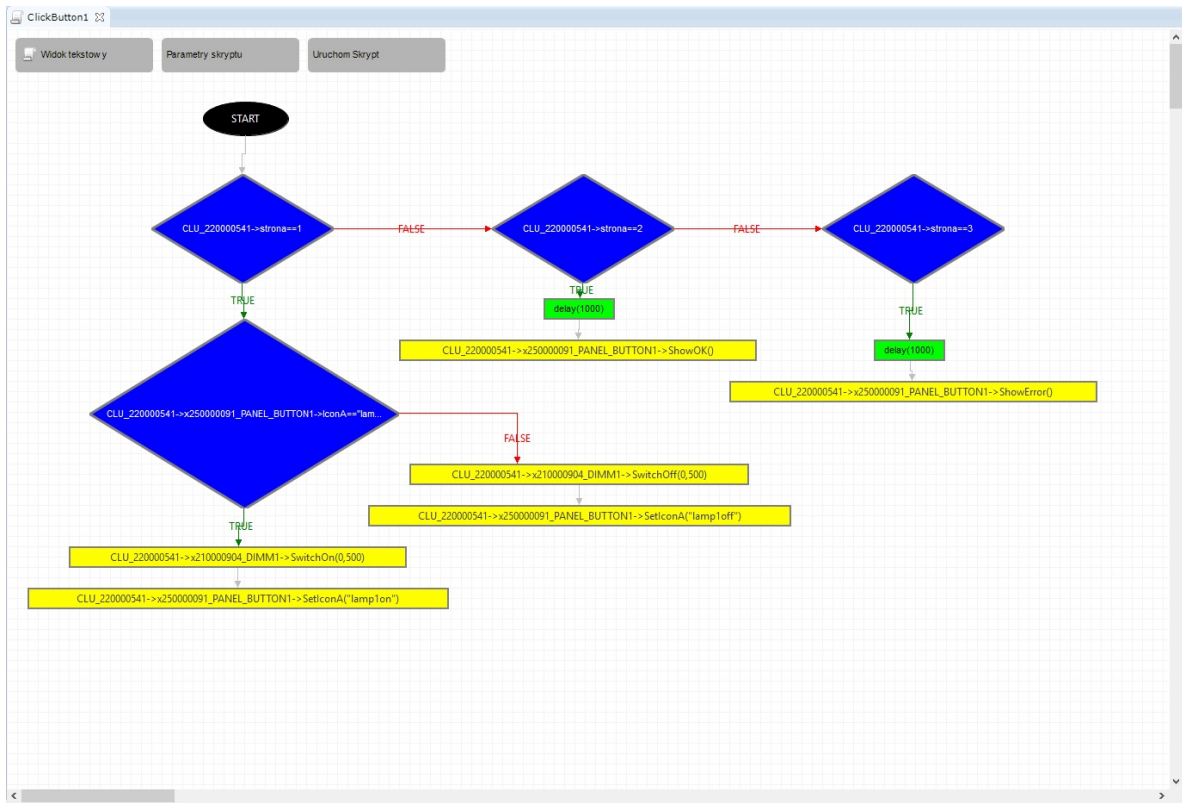 ClickButton1
Widok tekstowy
Parametry skryptu
Uruchom Skrypt
START
CLU_220000541->strona==1
FALSE
CLU_220000541->strona==2
FALSE
CLU_220000541->strona==3
TRUE
TRUE
TRUE
delay(1000)
delay(1000)
CLU_220000541->x250000091_PANEL_BUTTON1->ShowOK()
CLU_220000541->x250000091_PANEL_BUTTON1->ShowError()
CLU_220000541->x250000091_PANEL_BUTTON1->IconA=="lam...
FALSE
CLU_220000541->x210000904_DIMM1->SwitchOff(0,500)
CLU_220000541->x250000091_PANEL_BUTTON1->SetIconA("lamp1off")
TRUE
CLU_220000541->x210000904_DIMM1->SwitchOn(0,500)
CLU_220000541->x250000091_PANEL_BUTTON1->SetIconA("lamp1on")